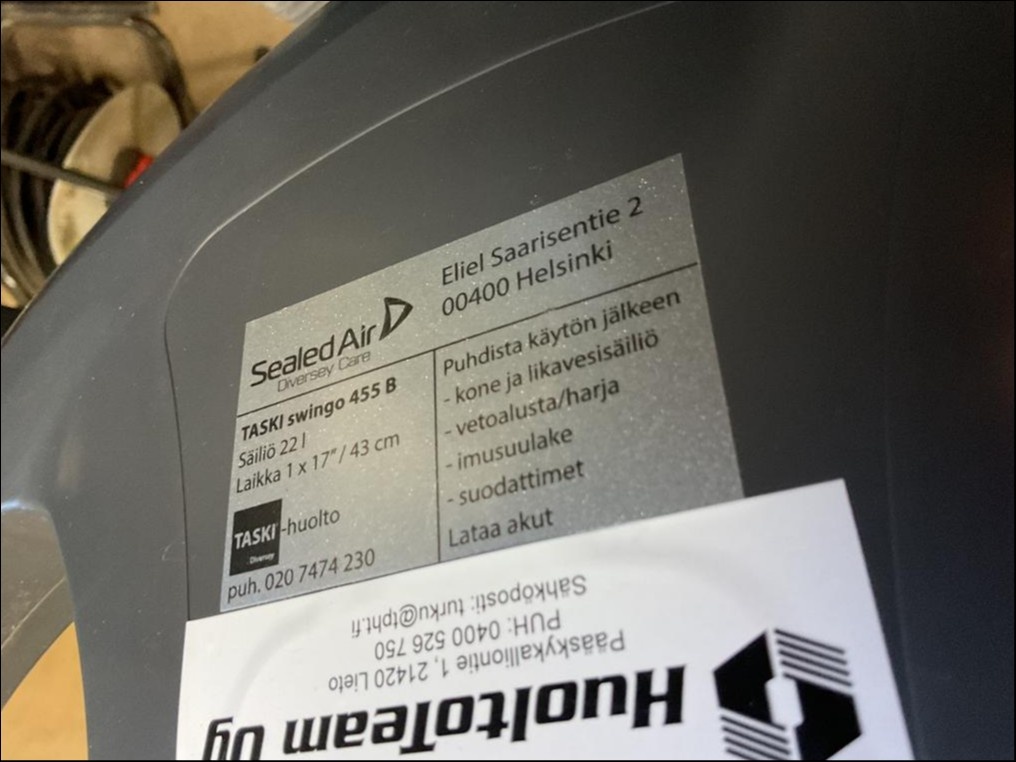 SealedAir
Diversey Care
Eliel Saarisentie 2
00400 Helsinki
TASKI swingo 455 B
Säiliö 22 l
Laikka 1 x 17" / 43 cm
TASKI -huolto
Diversey
puh. 020 7474 230
Puhdista käytön jälkeen
- kone ja likavesisäiliö
- vetoalusta/harja
- imusuulake
- suodattimet
Lataa akut
HuoltoTeam Oy
Pääskykalliontie 1, 21420 Lieto
PUH: 0400 526 750
Sähköposti: turku@tpht.fi